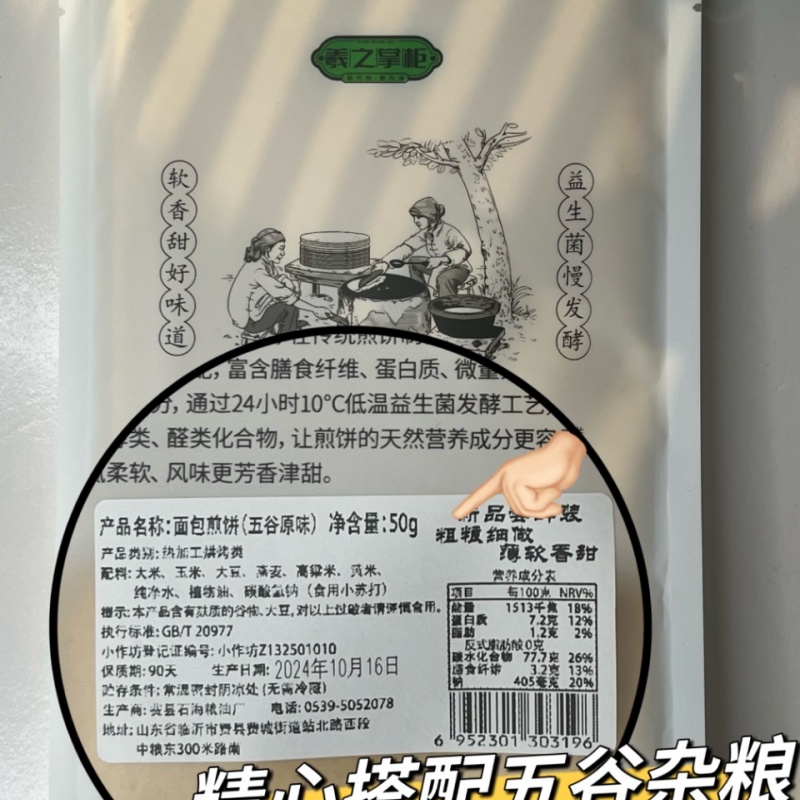 羲之掌柜
软香甜好味道
益生菌慢发酵
富含膳食纤维、蛋白质、微量
通过24小时10℃低温益生菌发酵工艺
类、醛类化合物，让煎饼的天然营养成分更容
柔软、风味更芳香津甜。
产品名称:面包煎饼(五谷原味) 净含量:50g
产品类别:热加工烘烤类
配料:大米、玉米、大豆、燕麦、高粱米、黄米、
纯净水、植物油、碳酸氢钠(食用小苏打)
提示:本产品含有麸质的谷物、大豆,对以上过敏者请谨慎食用。
执行标准:GB/T 20977
小作坊登记证编号:小作坊Z132501010
保质期:90天 生产日期:2024年10月16日
贮存条件:常温密封阴凉处(无需冷藏)
生产商:费县石海粮油厂 电话:0539-5052078
地址:山东省临沂市费县费城街道站北路西段
中粮东300米路南
新品尝鲜装
粗粮细做
薄软香甜
营养成分表
项目 每100克 NRV%
能量 1513千焦 18%
蛋白质 7.2克 12%
脂肪 1.2克 2%
反式脂肪酸0克
碳水化合物 77.7克 26%
膳食纤维 3.2克 13%
钠 405毫克 20%
6 952301 303196
精心搭配五谷杂粮